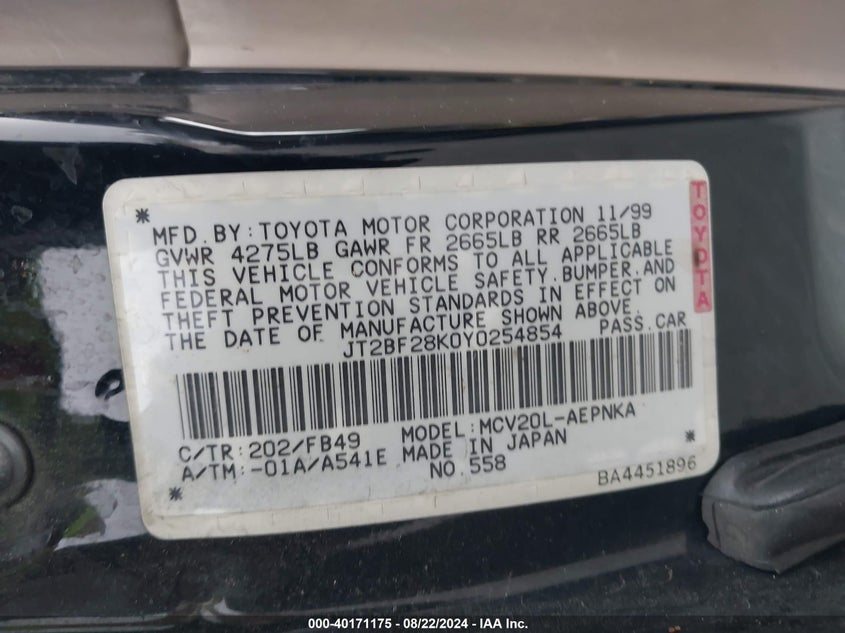 * MFD.BY:TOYOTA MOTOR CORPORATION 11/99
GVWR 4275LB GAWR FR 2665LB RR 2665LB
THIS VEHICLE CONFORMS TO ALL APPLICABLE
FEDERAL MOTOR VEHICLE SAFETY.BUMPER.AND
THEFT PREVENTION STANDARDS IN EFFECT ON
THE DATE OF MANUFACTURE SHOWN ABOVE.
JT2BF28K0Y0254854 PASS.CAR
TOYOTA
C/TR:202/FB49 MODEL:MCV20L-AEPNKA
A/TM:-01A/A541E MADE IN JAPAN *
* NO.558 BA4451896
000-40171175 - 08/22/2024 - IAA Inc.